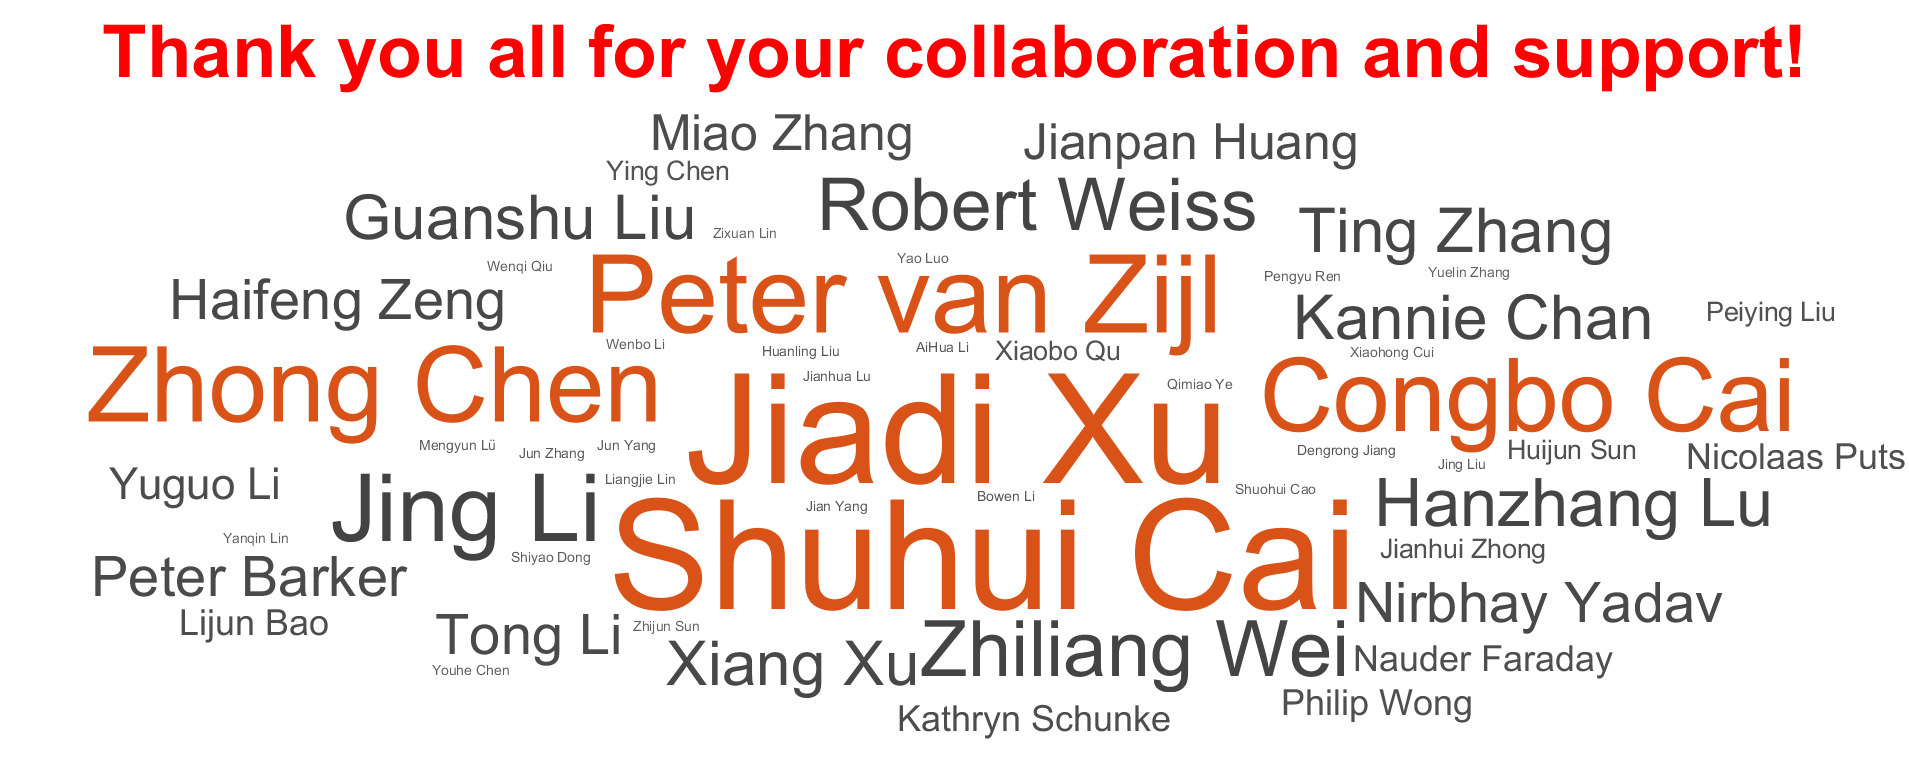 Thank you all for your collaboration and support!
Miao Zhang
Jianpan Huang
Ying Chen
Guanshu Liu
Robert Weiss
Ting Zhang
Zixuan Lin
Wenqi Qiu
Yao Luo
Pengyu Ren
Yuelin Zhang
Haifeng Zeng
Peter van Zijl
Kannie Chan
Peiying Liu
Wenbo Li
Huanling Liu
AiHua Li
Xiaobo Qu
Xiaohong Cui
Zhong Chen
Jianhua Lu
Jiadi Xu
Qimiao Ye
Congbo Cai
Mengyun Lü
Jun Zhang
Jun Yang
Dengrong Jiang
Jing Liu
Huijun Sun
Nicolaas Puts
Yuguo Li
Jing Li
Liangjie Lin
Jian Yang
Bowen Li
Shuohui Cao
Hanzhang Lu
Yanqin Lin
Shiyao Dong
Shuhui Cai
Jianhui Zhong
Peter Barker
Nirbhay Yadav
Lijun Bao
Tong Li
Zhijun Sun
Xiang Xu
Zhiliang Wei
Nauder Faraday
Youhe Chen
Philip Wong
Kathryn Schunke